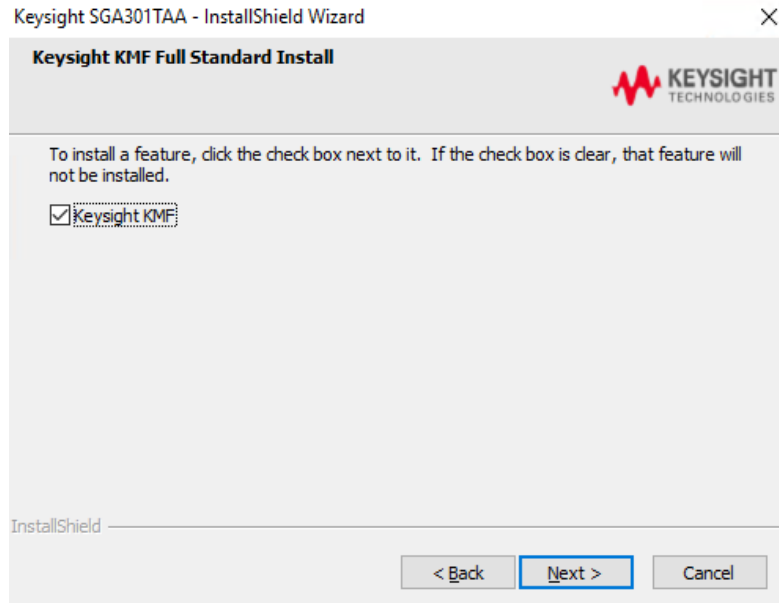 Keysight SGA301TAA - InstallShield Wizard
Keysight KMF Full Standard Install
KEYSIGHT
TECHNOLOGIES
To install a feature, click the check box next to it.  If the check box is clear, that feature will
not be installed.
Keysight KMF
InstallShield
< Back
Next >
Cancel